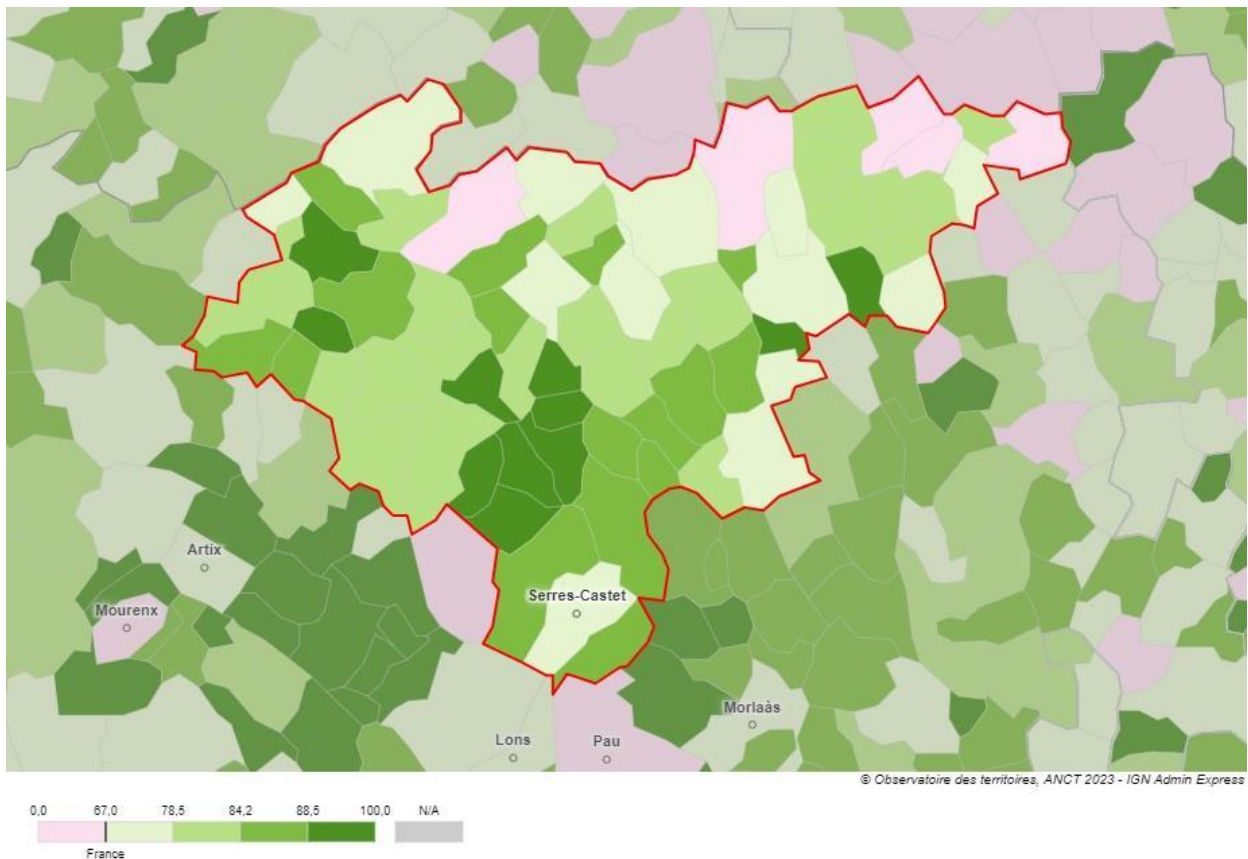 Artix
Serres-Castet
Mourenx
Morlaàs
Lons
Pau
© Observatoire des territoires, ANCT 2023 - IGN Admin Express
0,0 67,0 78,5 84,2 88,5 100,0 N/A
France